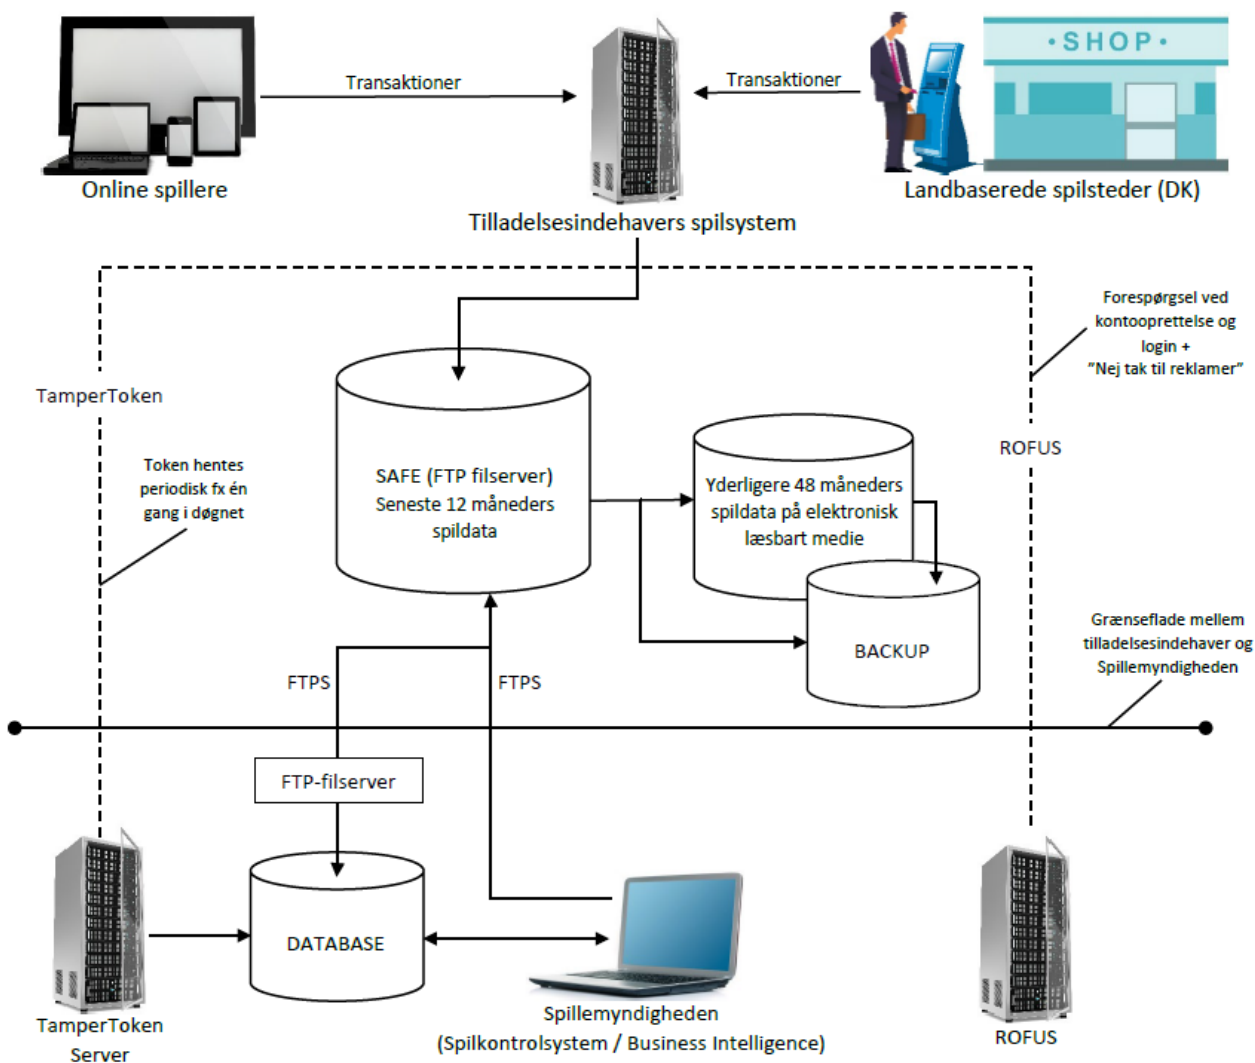 • SHOP •
Transaktioner
Transaktioner
Online spillere
Landbaserede spilsteder (DK)
Tilladelsesindehavers spilsystem
Forespørgsel ved
kontooprettelse og
login +
"Nej tak til reklamer"
TamperToken
ROFUS
Token hentes
periodisk fx én
gang i døgnet
SAFE (FTP filserver)
Seneste 12 måneders
spildata
Yderligere 48 måneders
spildata på elektronisk
læsbart medie
BACKUP
Grænseflade mellem
tilladelsesindehaver og
Spillemyndigheden
FTPS
FTPS
FTP-filserver
DATABASE
TamperToken
Server
Spillemyndigheden
(Spilkontrolsystem / Business Intelligence)
ROFUS